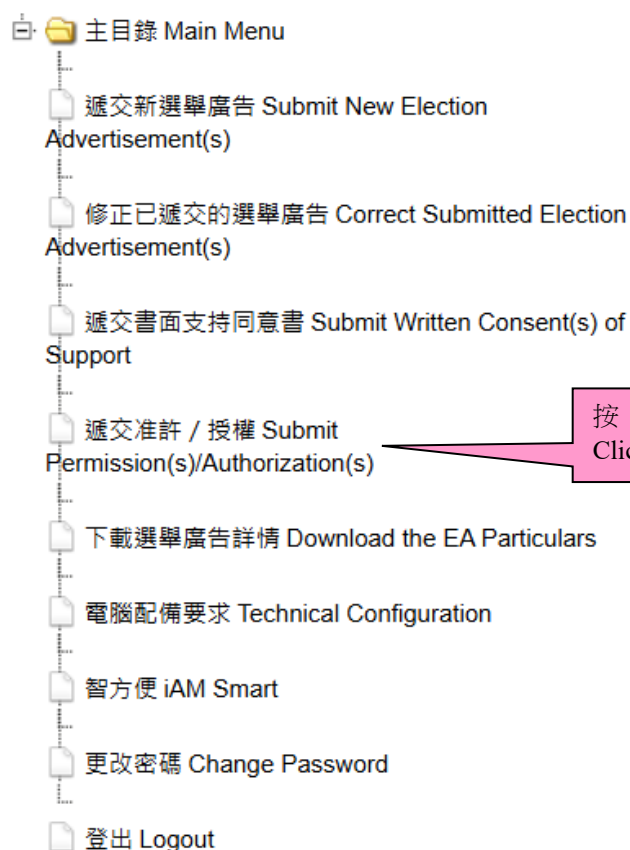 主目錄 Main Menu
遞交新選舉廣告 Submit New Election
Advertisement(s)
修正已遞交的選舉廣告 Correct Submitted Election
Advertisement(s)
遞交書面支持同意書 Submit Written Consent(s) of
Support
遞交准許 / 授權 Submit
Permission(s)/Authorization(s)
按
下載選舉廣告詳情 Download the EA Particulars
電腦配備要求 Technical Configuration
智方便 iAM Smart
更改密碼 Change Password
登出 Logout